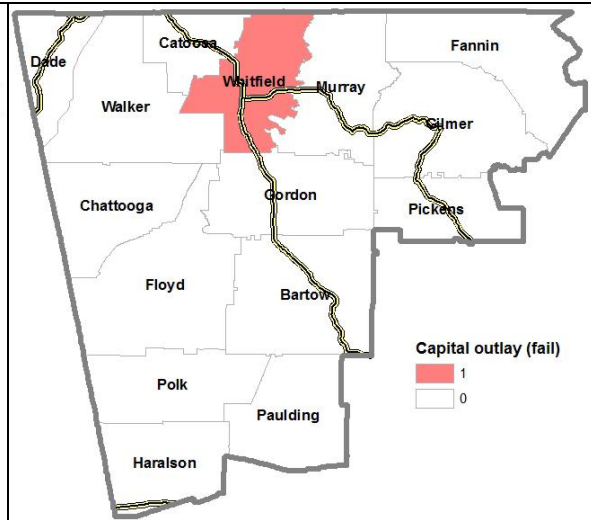 Catoosa
Fannin
Dade
Whitfield
Murray
Walker
Gilmer
Gordon
Chattooga
Pickens
Floyd
Bartow
Capital outlay (fail)
1
0
Polk
Paulding
Haralson